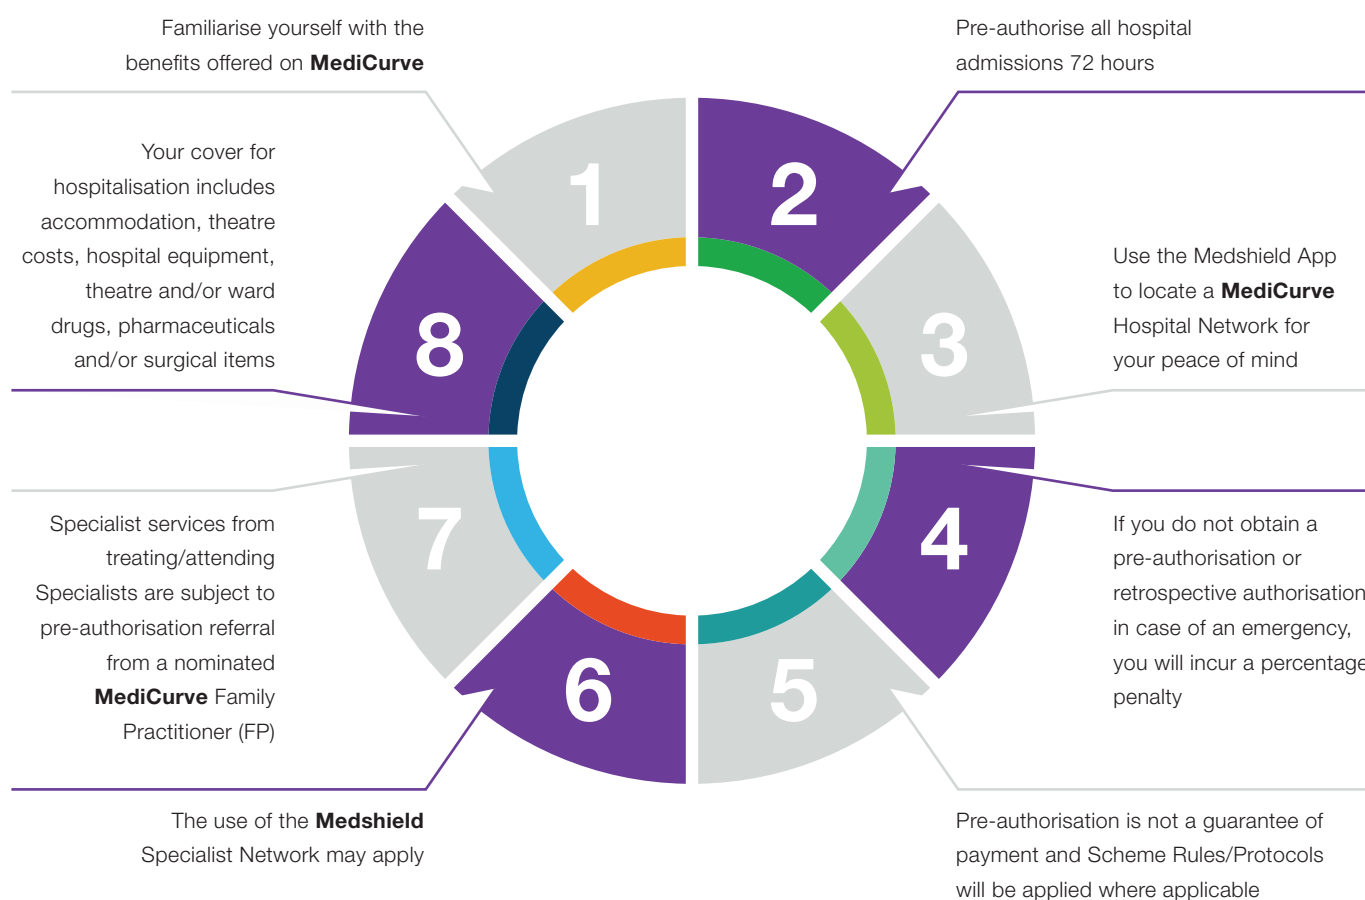 Familiarise yourself with the
benefits offered on MediCurve
1
Pre-authorise all hospital
admissions 72 hours
2
Use the Medshield App
to locate a MediCurve
Hospital Network for
your peace of mind
3
If you do not obtain a
pre-authorisation or
retrospective authorisation
in case of an emergency,
you will incur a percentage
penalty
4
Pre-authorisation is not a guarantee of
payment and Scheme Rules/Protocols
will be applied where applicable
5
The use of the Medshield
Specialist Network may apply
6
Specialist services from
treating/attending
Specialists are subject to
pre-authorisation referral
from a nominated
MediCurve Family
Practitioner (FP)
7
Your cover for
hospitalisation includes
accommodation, theatre
costs, hospital equipment,
theatre and/or ward
drugs, pharmaceuticals
and/or surgical items
8